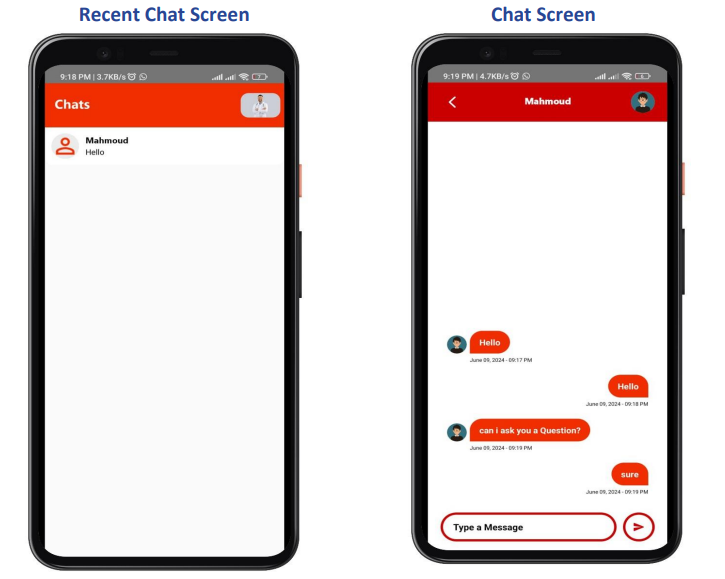 Recent Chat Screen
9:18 PM | 3.7KB/s
Chats
Mahmoud
Hello
Chat Screen
9:19 PM | 4.7KB/s
Mahmoud
Hello
June 09, 2024 - 09:17 PM
Hello
June 09, 2024 - 09:18 PM
can i ask you a Question?
June 09, 2024 - 09:19 PM
sure
June 09, 2024 - 09:19 PM
Type a Message